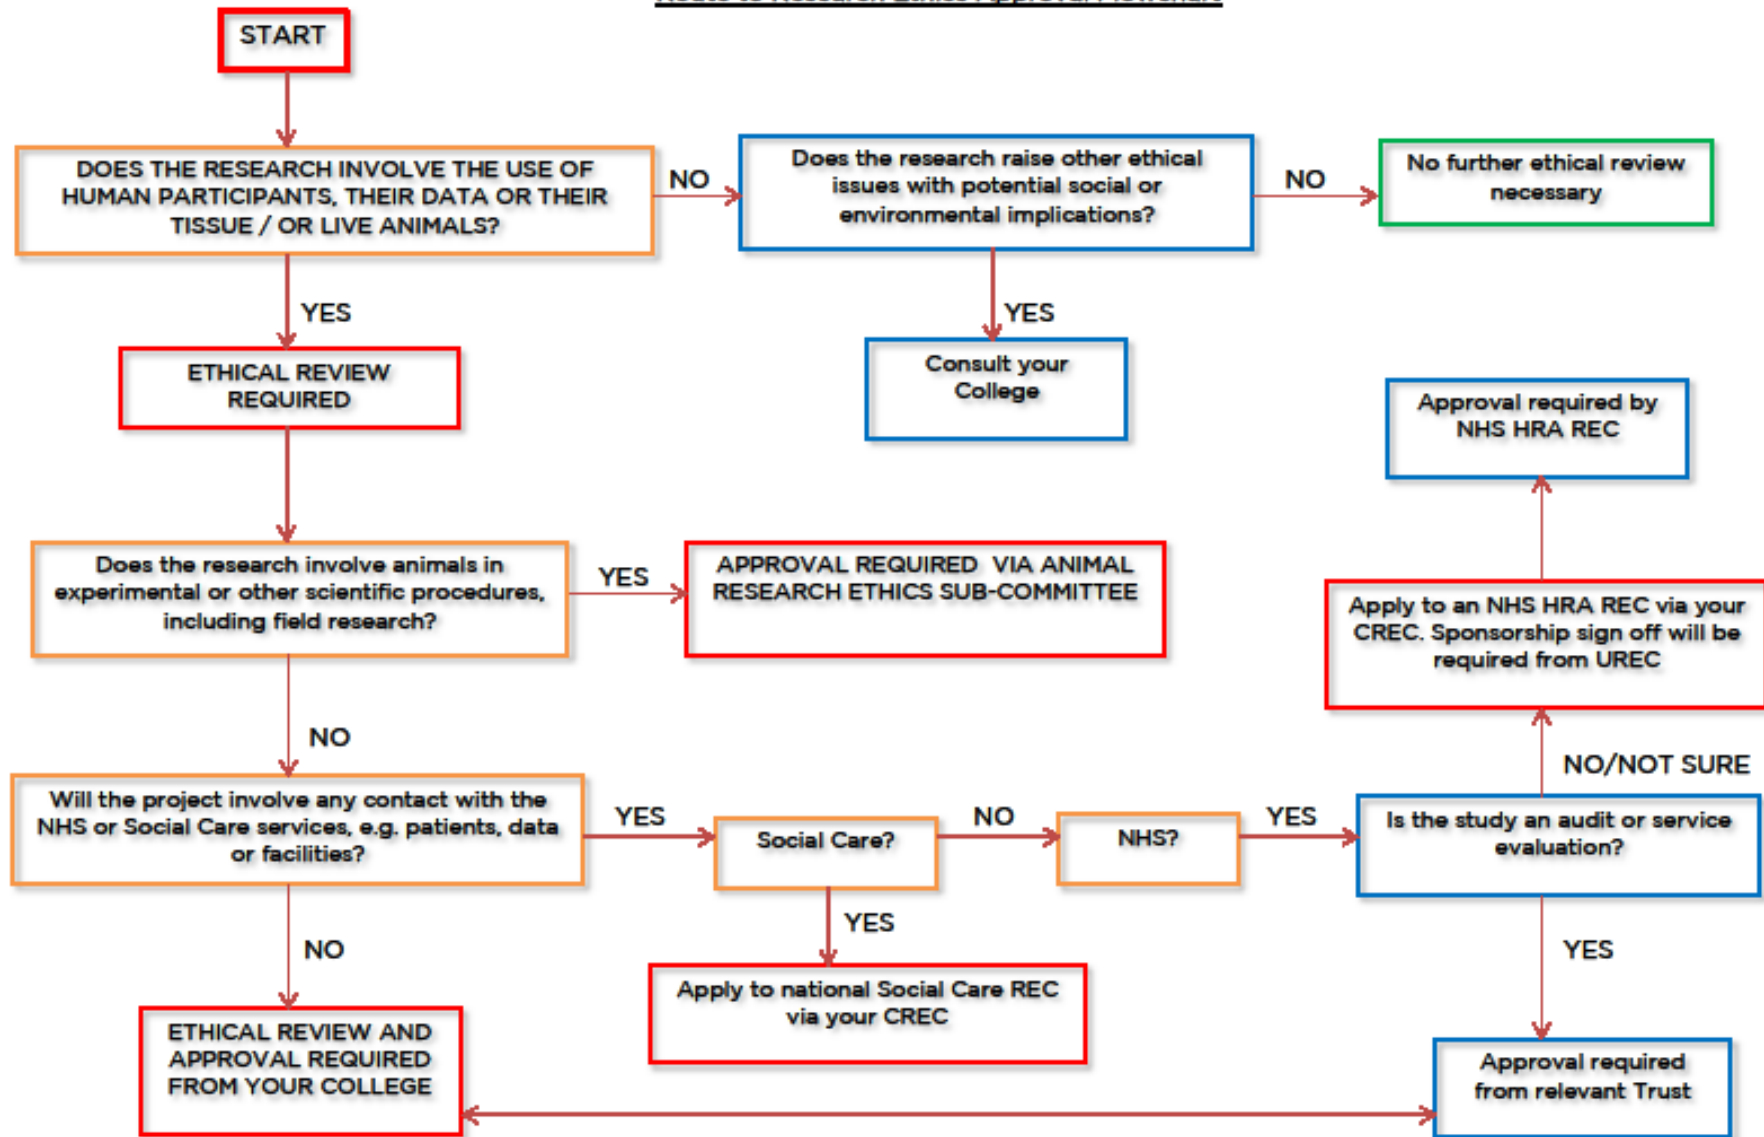 Route to Research Ethics Approval Flowchart
START
DOES THE RESEARCH INVOLVE THE USE OF
HUMAN PARTICIPANTS, THEIR DATA OR THEIR
TISSUE / OR LIVE ANIMALS?
NO
Does the research raise other ethical
issues with potential social or
environmental implications?
NO
No further ethical review
necessary
YES
YES
ETHICAL REVIEW
REQUIRED
Consult your
College
Approval required by
NHS HRA REC
Does the research involve animals in
experimental or other scientific procedures,
including field research?
YES
APPROVAL REQUIRED VIA ANIMAL
RESEARCH ETHICS SUB-COMMITTEE
Apply to an NHS HRA REC via your
CREC. Sponsorship sign off will be
required from UREC
NO
NO/NOT SURE
Will the project involve any contact with the
NHS or Social Care services, e.g. patients, data
or facilities?
YES
Social Care?
NO
NHS?
YES
Is the study an audit or service
evaluation?
NO
YES
YES
Apply to national Social Care REC
via your CREC
ETHICAL REVIEW AND
APPROVAL REQUIRED
FROM YOUR COLLEGE
Approval required
from relevant Trust